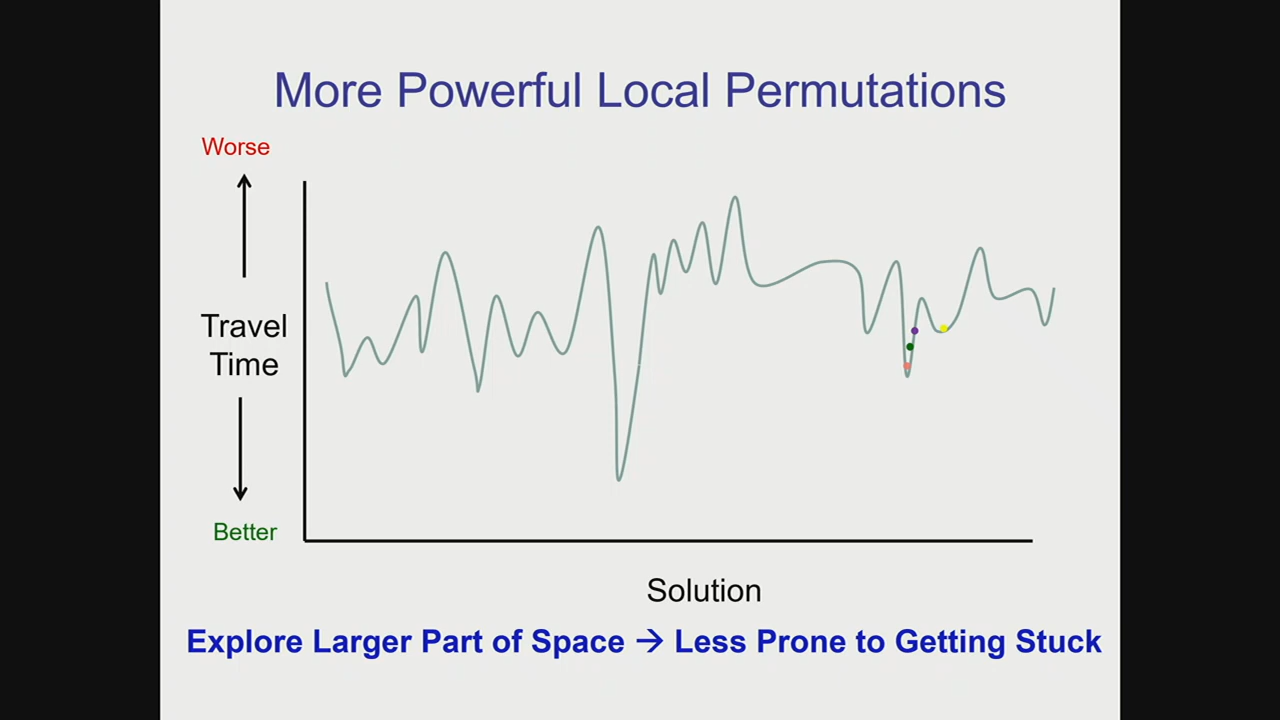 More Powerful Local Permutations
Worse
Travel
Time
Better
Solution
Explore Larger Part of Space → Less Prone to Getting Stuck